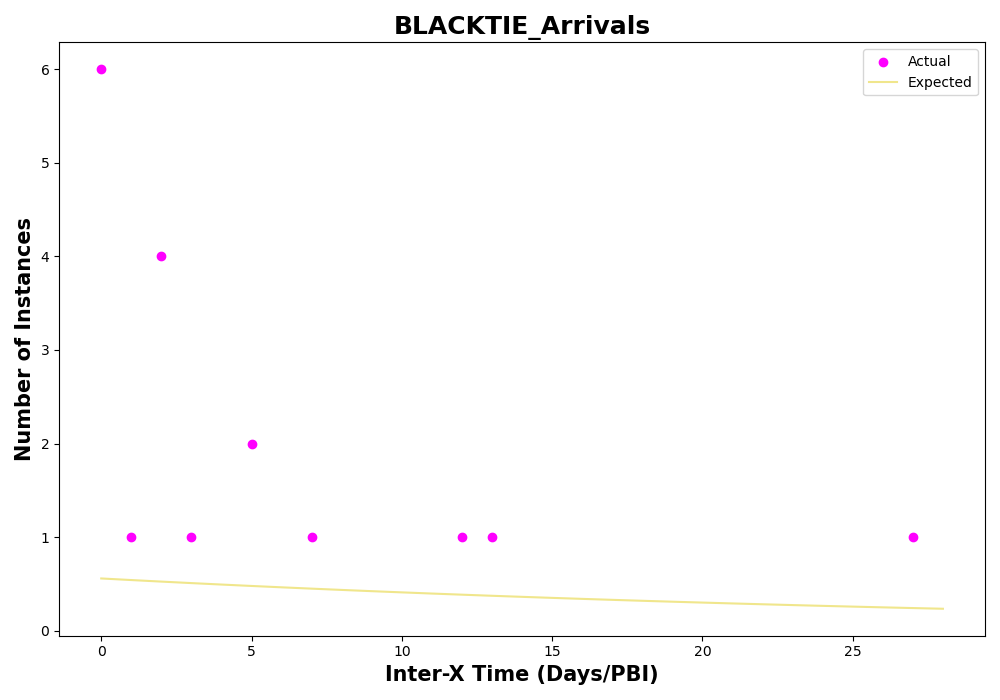 BLACKTIE_Arrivals
Actual
Expected
Number of Instances
6
5
4
3
2
1
0
0 5 10 15 20 25
Inter-X Time (Days/PBI)